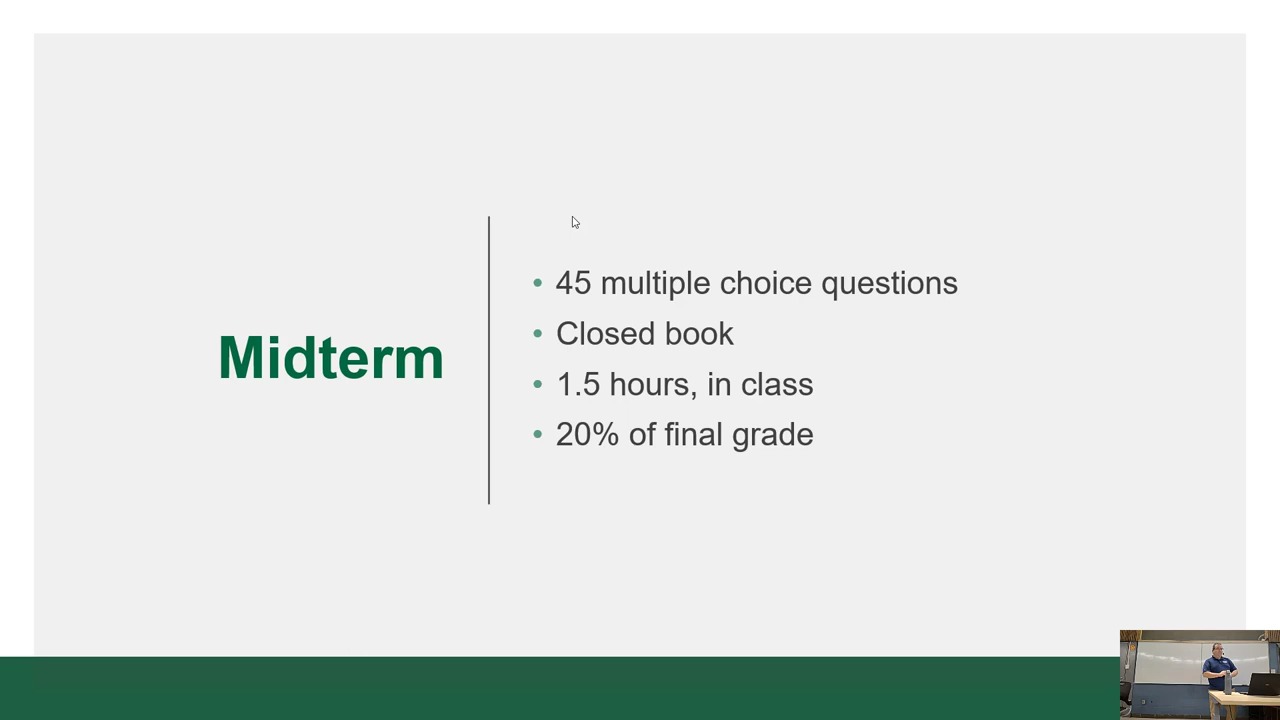 Midterm
45 multiple choice questions
Closed book
1.5 hours, in class
20% of final grade